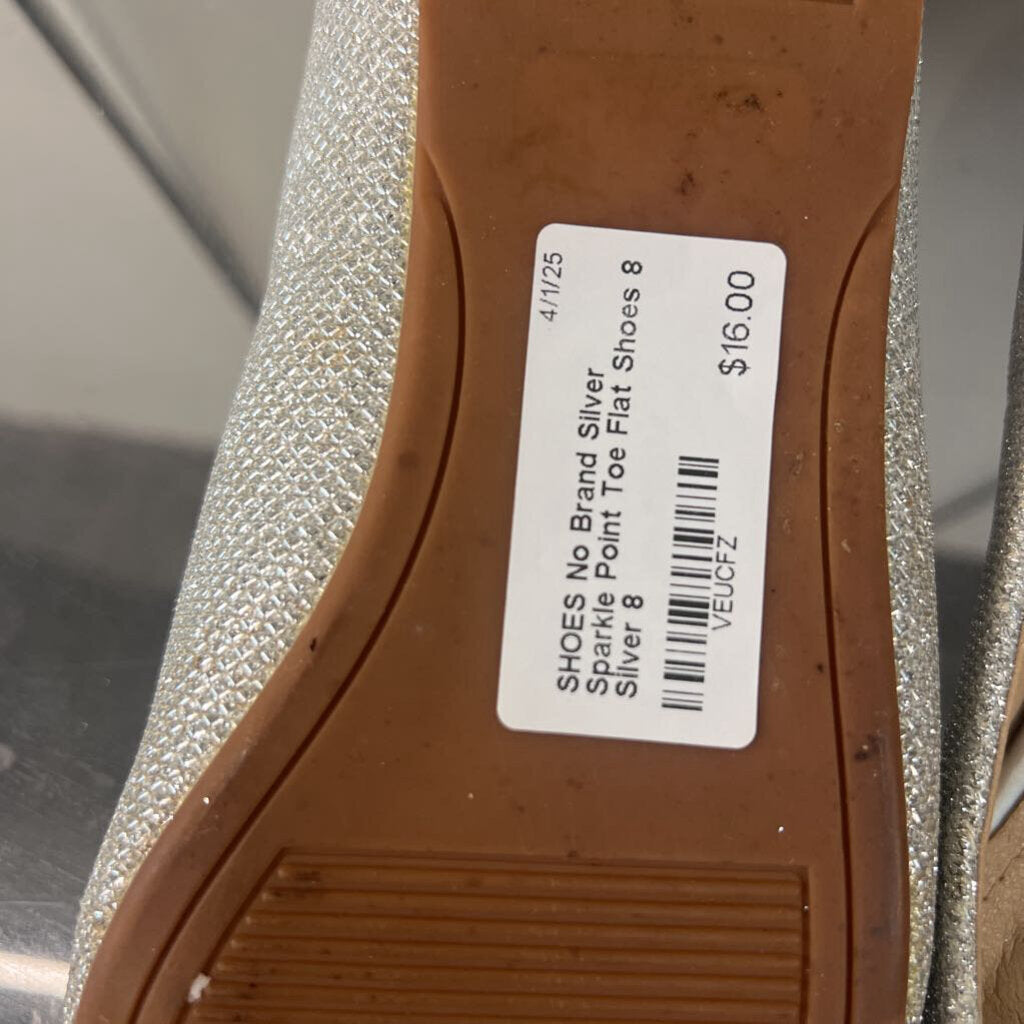 4/1/25
SHOES No Brand Silver
Sparkle Point Toe Flat Shoes 8
Silver 8
VEUCFZ
$16.00